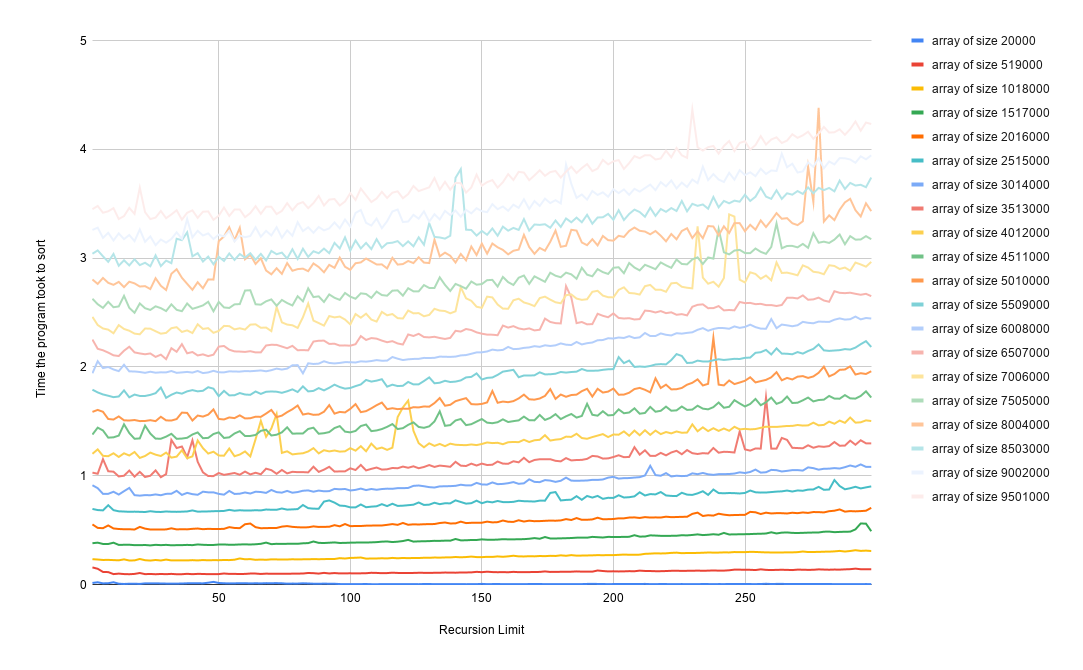 5
4
3
2
1
0
Time the program took to sort
50
100
150
200
250
Recursion Limit
array of size 20000
array of size 519000
array of size 1018000
array of size 1517000
array of size 2016000
array of size 2515000
array of size 3014000
array of size 3513000
array of size 4012000
array of size 4511000
array of size 5010000
array of size 5509000
array of size 6008000
array of size 6507000
array of size 7006000
array of size 7505000
array of size 8004000
array of size 8503000
array of size 9002000
array of size 9501000